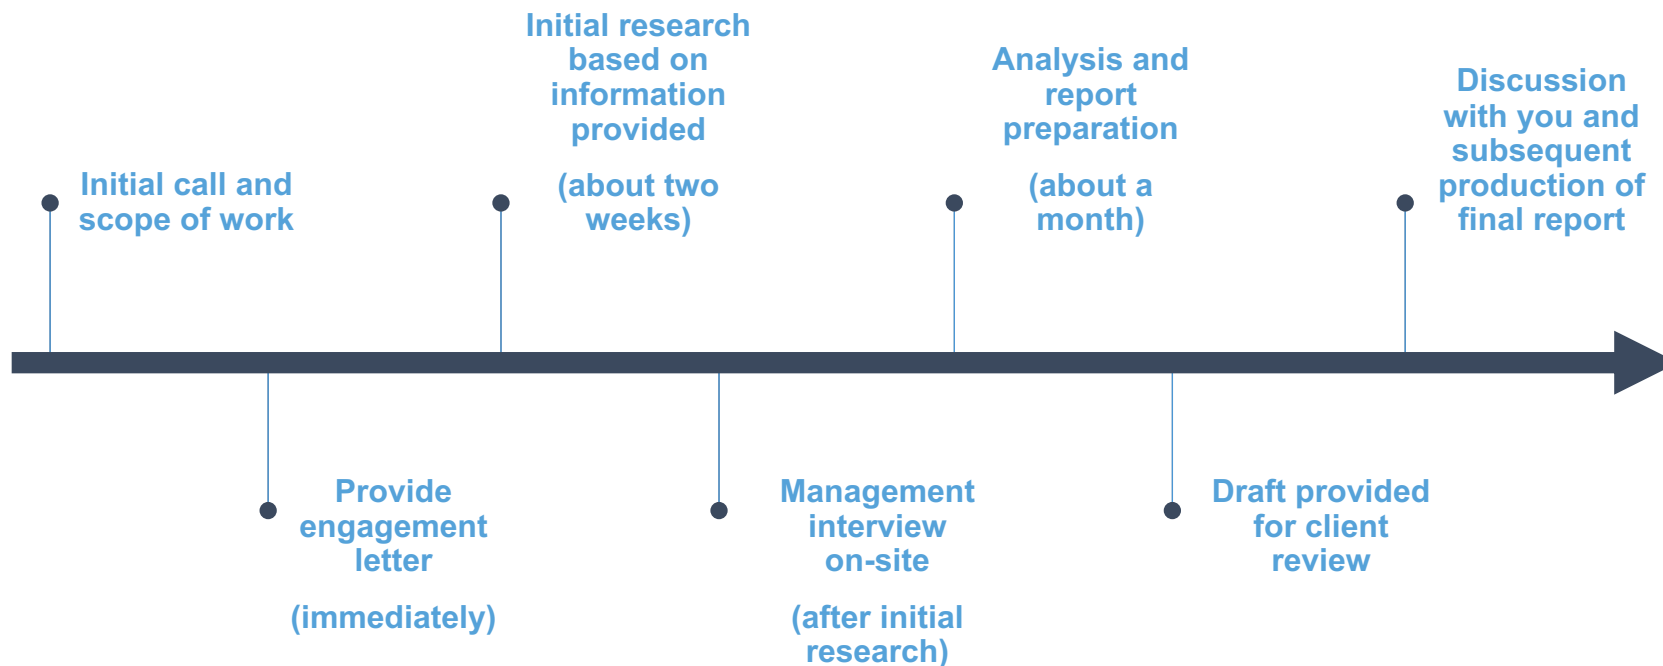 Initial call and
scope of work
Provide
engagement
letter
(immediately)
Initial research
based on
information
provided
(about two
weeks)
Management
interview
on-site
(after initial
research)
Analysis and
report
preparation
(about a
month)
Draft provided
for client
review
Discussion
with you and
subsequent
production of
final report